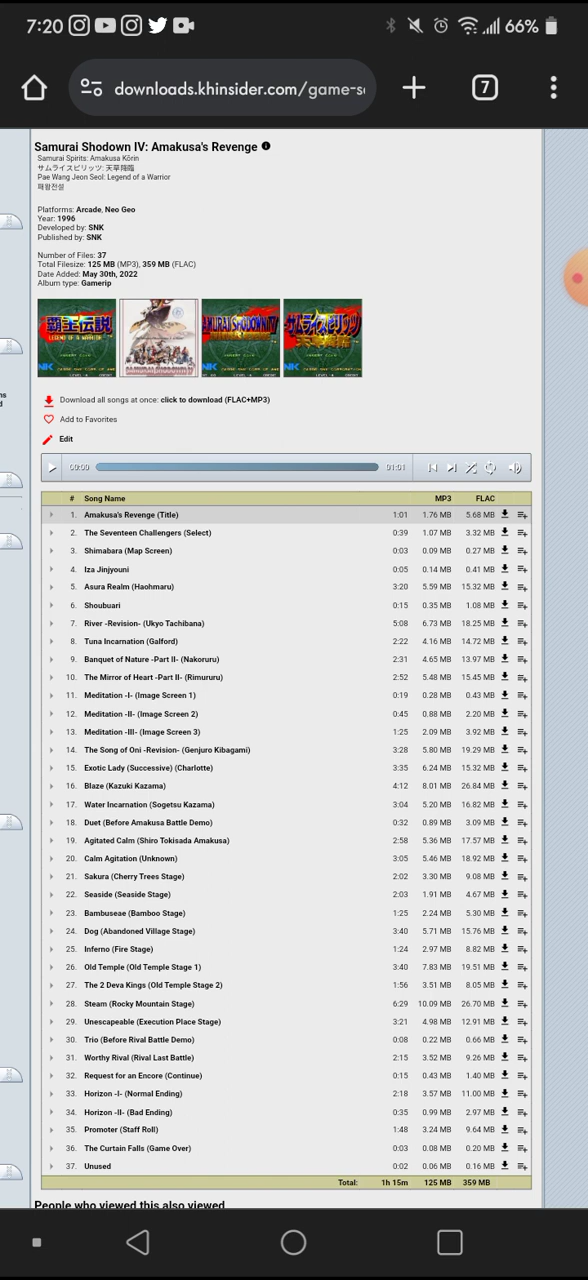 7:20
66%
downloads.khinsider.com/game-s
7
Samurai Shodown IV: Amakusa's Revenge
Samurai Spirits: Amakusa Kōrin
サムライスピリッツ: 天草降臨
Pae Wang Jeon Seol: Legend of a Warrior
패왕전설
Platforms: Arcade, Neo Geo
Year: 1996
Developed by: SNK
Published by: SNK
Number of Files: 37
Total Filesize: 125 MB (MP3), 359 MB (FLAC)
Date Added: May 30th, 2022
Album type: Gamerip
覇王伝説
LEGEND OF A WARRIOR
サムライスピリッツ
Download all songs at once: click to download (FLAC+MP3)
Add to Favorites
Edit
00:00 01:01
# Song Name MP3 FLAC
1. Amakusa's Revenge (Title) 1:01 1.76 MB 5.68 MB
2. The Seventeen Challengers (Select) 0:39 1.07 MB 3.32 MB
3. Shimabara (Map Screen) 0:03 0.09 MB 0.27 MB
4. Iza Jinjyouni 0:05 0.14 MB 0.41 MB
5. Asura Realm (Haohmaru) 3:20 5.59 MB 15.32 MB
6. Shoubuari 0:15 0.35 MB 1.08 MB
7. River -Revision- (Ukyo Tachibana) 5:08 6.73 MB 18.25 MB
8. Tuna Incarnation (Galford) 2:22 4.16 MB 14.72 MB
9. Banquet of Nature -Part II- (Nakoruru) 2:31 4.65 MB 13.97 MB
10. The Mirror of Heart -Part II- (Rimururu) 2:52 5.48 MB 15.45 MB
11. Meditation -I- (Image Screen 1) 0:19 0.28 MB 0.43 MB
12. Meditation -II- (Image Screen 2) 0:45 0.88 MB 2.20 MB
13. Meditation -III- (Image Screen 3) 1:25 2.09 MB 3.92 MB
14. The Song of Oni -Revision- (Genjuro Kibagami) 3:28 5.80 MB 19.29 MB
15. Exotic Lady (Successive) (Charlotte) 3:35 6.24 MB 15.32 MB
16. Blaze (Kazuki Kazama) 4:12 8.01 MB 26.84 MB
17. Water Incarnation (Sogetsu Kazama) 3:04 5.20 MB 16.82 MB
18. Duet (Before Amakusa Battle Demo) 0:32 0.89 MB 3.09 MB
19. Agitated Calm (Shiro Tokisada Amakusa) 2:58 5.36 MB 17.57 MB
20. Calm Agitation (Unknown) 3:05 5.46 MB 18.92 MB
21. Sakura (Cherry Trees Stage) 2:02 3.30 MB 9.08 MB
22. Seaside (Seaside Stage) 2:03 1.91 MB 4.67 MB
23. Bambuseae (Bamboo Stage) 1:25 2.24 MB 5.30 MB
24. Dog (Abandoned Village Stage) 3:40 5.71 MB 15.76 MB
25. Inferno (Fire Stage) 1:24 2.97 MB 8.82 MB
26. Old Temple (Old Temple Stage 1) 3:40 7.83 MB 19.51 MB
27. The 2 Deva Kings (Old Temple Stage 2) 1:56 3.51 MB 8.05 MB
28. Steam (Rocky Mountain Stage) 6:29 10.09 MB 26.70 MB
29. Unescapeable (Execution Place Stage) 3:21 4.98 MB 12.91 MB
30. Trio (Before Rival Battle Demo) 0:08 0.22 MB 0.66 MB
31. Worthy Rival (Rival Last Battle) 2:15 3.52 MB 9.26 MB
32. Request for an Encore (Continue) 0:15 0.43 MB 1.40 MB
33. Horizon -I- (Normal Ending) 2:18 3.57 MB 11.00 MB
34. Horizon -II- (Bad Ending) 0:35 0.99 MB 2.97 MB
35. Promoter (Staff Roll) 1:48 3.24 MB 9.64 MB
36. The Curtain Falls (Game Over) 0:03 0.08 MB 0.20 MB
37. Unused 0:02 0.06 MB 0.16 MB
Total: 1h 15m 125 MB 359 MB
People who viewed this also viewed